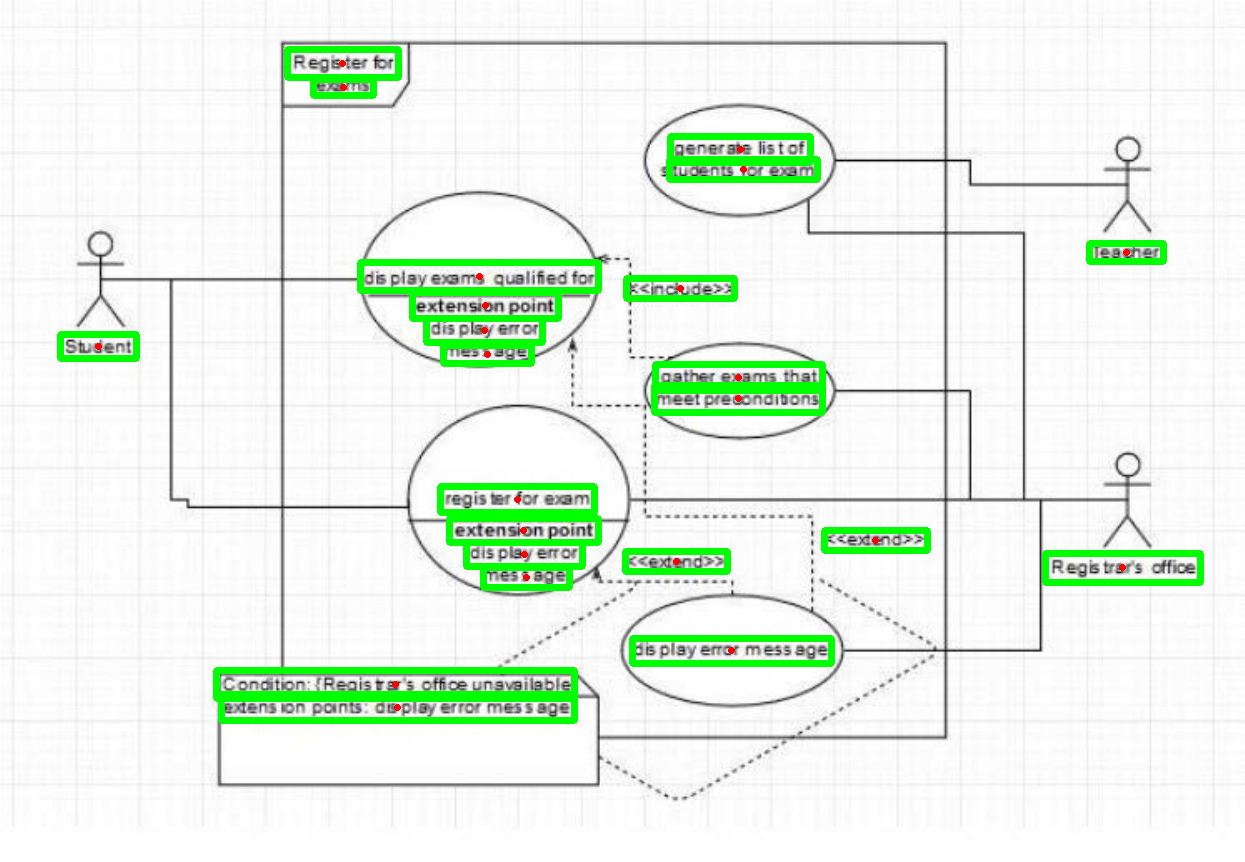 Register for
exams
generate list of
students for exam
Teacher
display exams qualified for
extension point
display error
message
<<include>>
Student
gather exams that
meet preconditions
register for exam
extension point
display error
message
<<extend>>
<<extend>>
Registrar's office
display error message
Condition: {Registrar's office unavailable
extension points: display error message